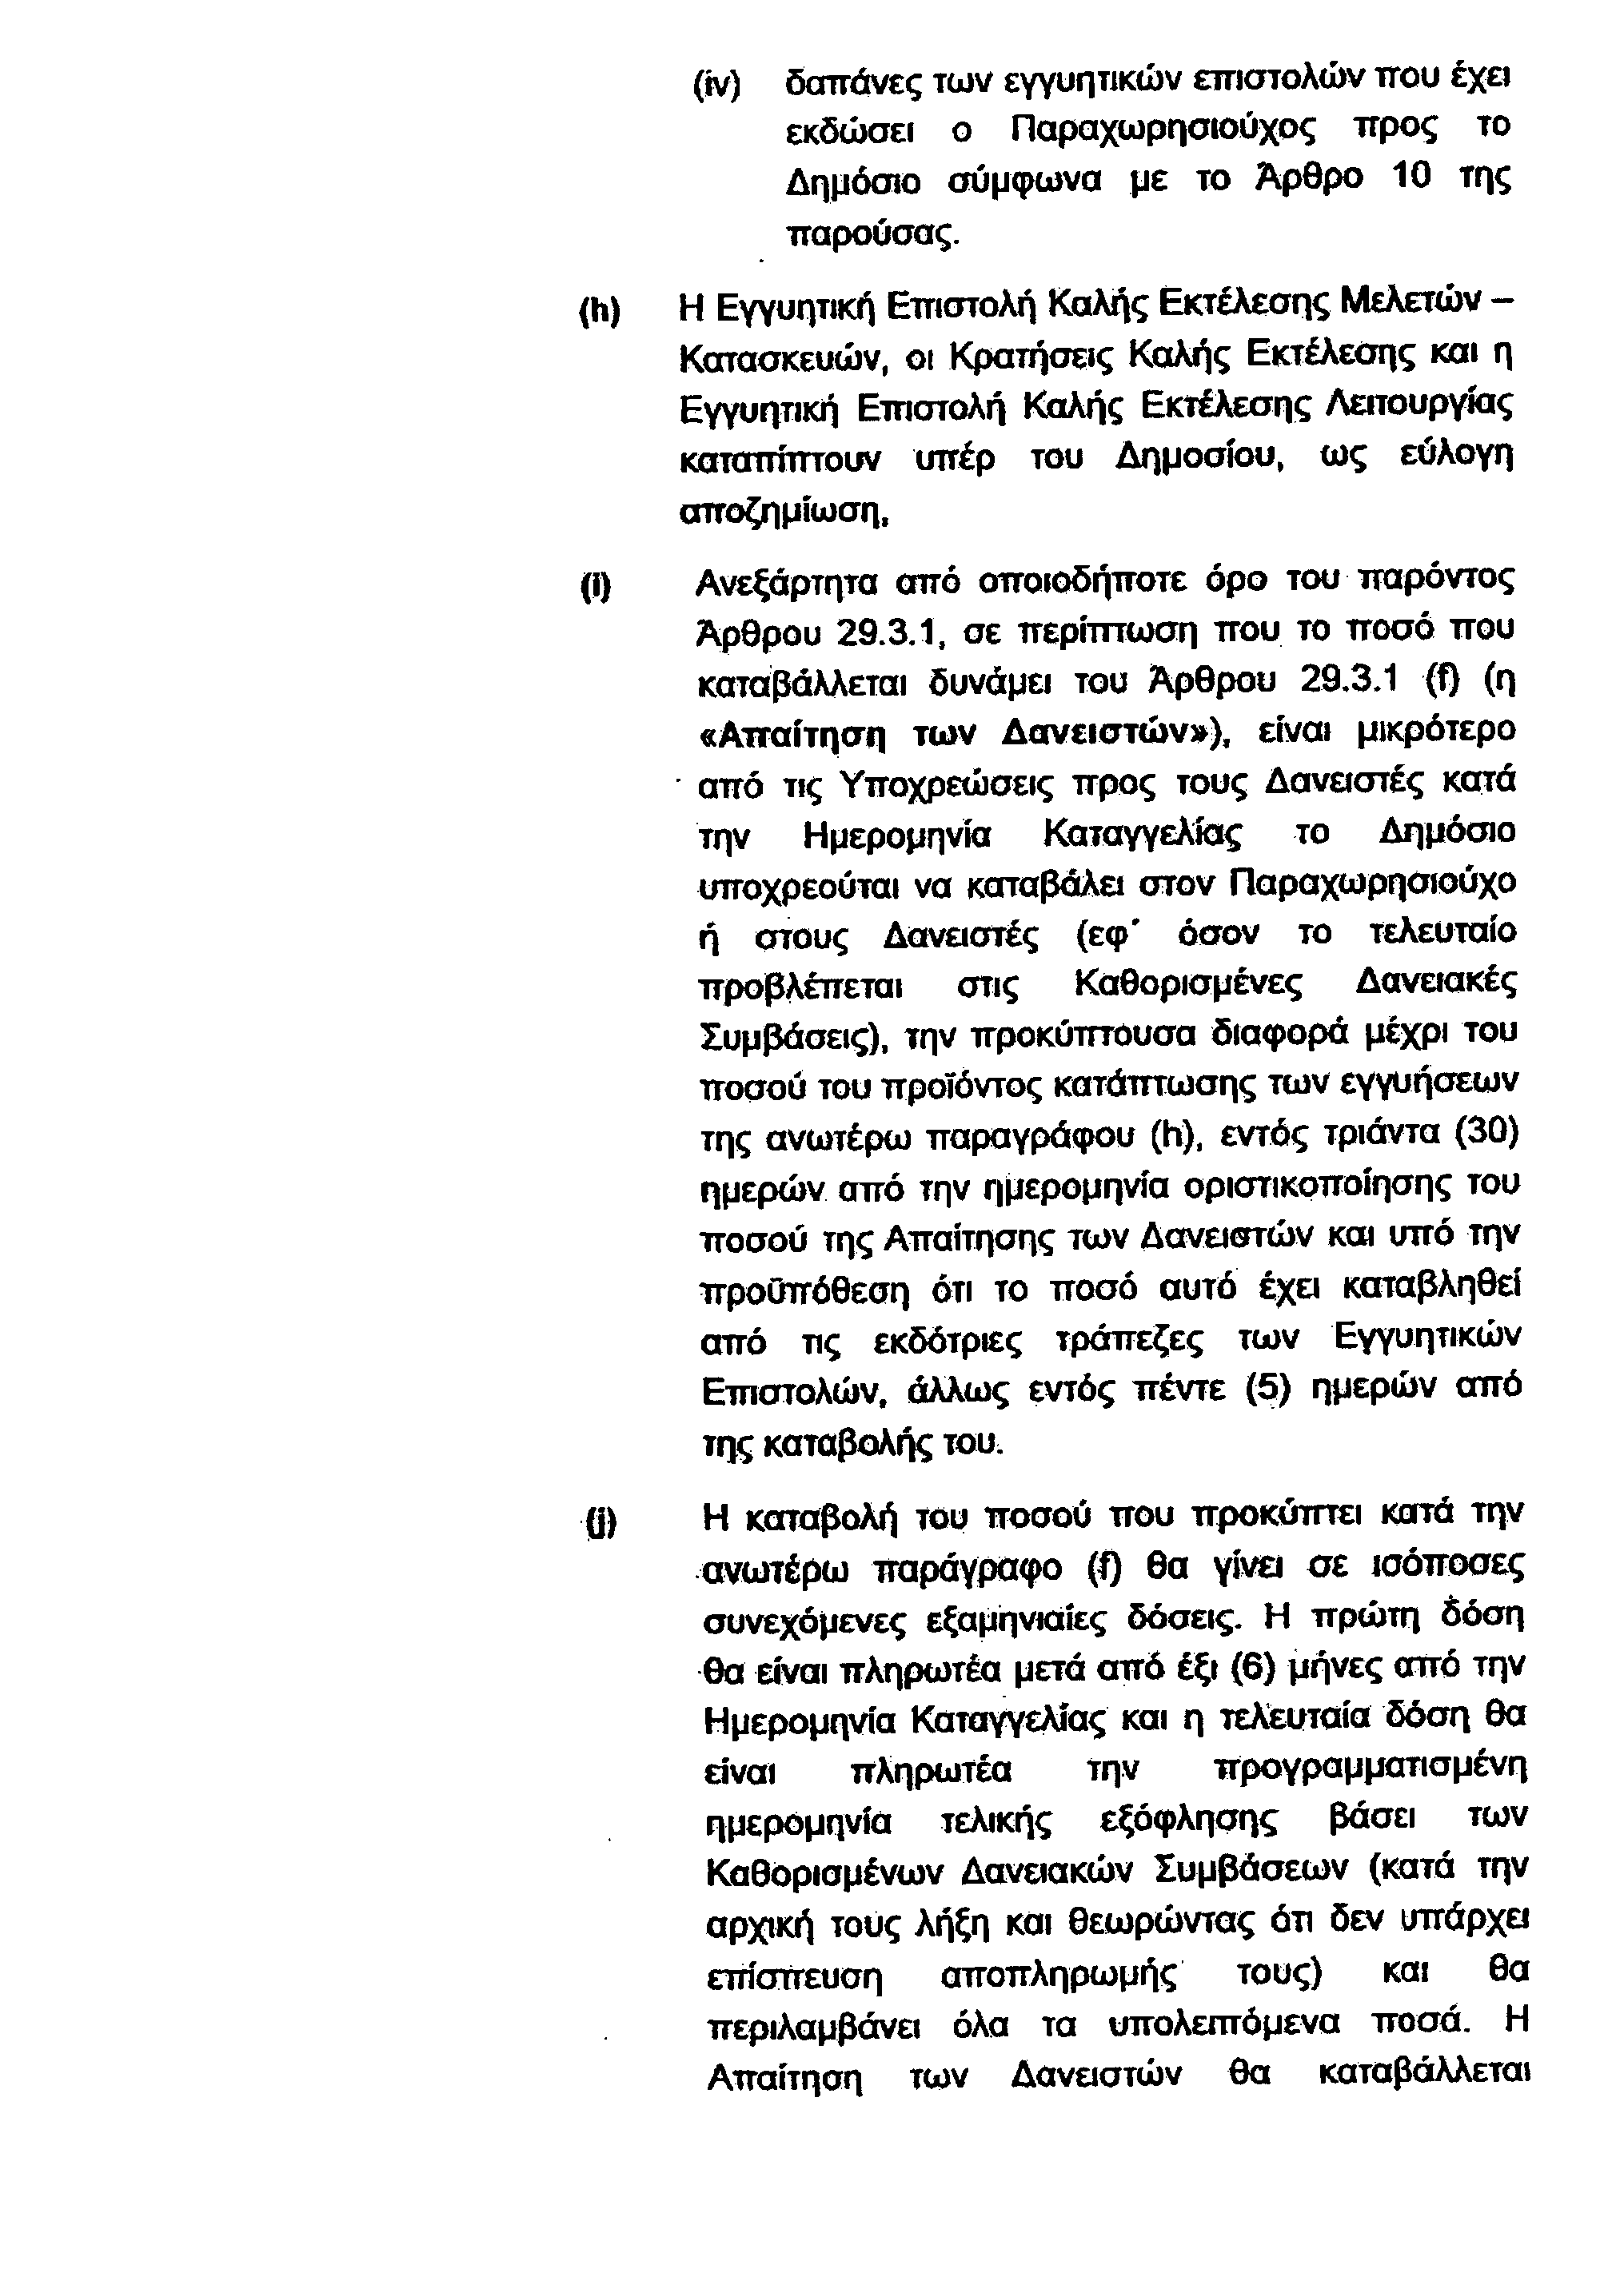 (iv) δαπάνες των εγγυητικών επιστολών που έχει
εκδώσει ο Παραχωρησιούχος προς το
Δημόσιο σύμφωνα με το Άρθρο 10 της
παρούσας.
(h) Η Εγγυητική Επιστολή Καλής Εκτέλεσης Μελετών –
Κατασκευών, οι Κρατήσεις Καλής Εκτέλεσης και η
Εγγυητική Επιστολή Καλής Εκτέλεσης Λειτουργίας
καταπίπτουν υπέρ του Δημοσίου, ως εύλογη
αποζημίωση,
(i) Ανεξάρτητα από οποιοδήποτε όρο του παρόντος
Άρθρου 29.3.1, σε περίπτωση που το ποσό που
καταβάλλεται δυνάμει του Άρθρου 29.3.1 (f) (η
«Απαίτηση των Δανειστών»), είναι μικρότερο
από τις Υποχρεώσεις προς τους Δανειστές κατά
την Ημερομηνία Καταγγελίας το Δημόσιο
υποχρεούται να καταβάλει στον Παραχωρησιούχο
ή στους Δανειστές (εφ' όσον το τελευταίο
προβλέπεται στις Καθορισμένες Δανειακές
Συμβάσεις), την προκύπτουσα διαφορά μέχρι του
ποσού του προϊόντος κατάπτωσης των εγγυήσεων
της ανωτέρω παραγράφου (h), εντός τριάντα (30)
ημερών από την ημερομηνία οριστικοποίησης του
ποσού της Απαίτησης των Δανειστών και υπό την
προϋπόθεση ότι το ποσό αυτό έχει καταβληθεί
από τις εκδότριες τράπεζες των Εγγυητικών
Επιστολών, άλλως εντός πέντε (5) ημερών από
της καταβολής του.
(j) Η καταβολή του ποσού που προκύπτει κατά την
ανωτέρω παράγραφο (f) θα γίνει σε ισόποσες
συνεχόμενες εξαμηνιαίες δόσεις. Η πρώτη δόση
θα είναι πληρωτέα μετά από έξι (6) μήνες από την
Ημερομηνία Καταγγελίας και η τελευταία δόση θα
είναι πληρωτέα την προγραμματισμένη
ημερομηνία τελικής εξόφλησης βάσει των
Καθορισμένων Δανειακών Συμβάσεων (κατά την
αρχική τους λήξη και θεωρώντας ότι δεν υπάρχει
επίσπευση αποπληρωμής τους) και θα
περιλαμβάνει όλα τα υπολειπόμενα ποσά. Η
Απαίτηση των Δανειστών θα καταβάλλεται